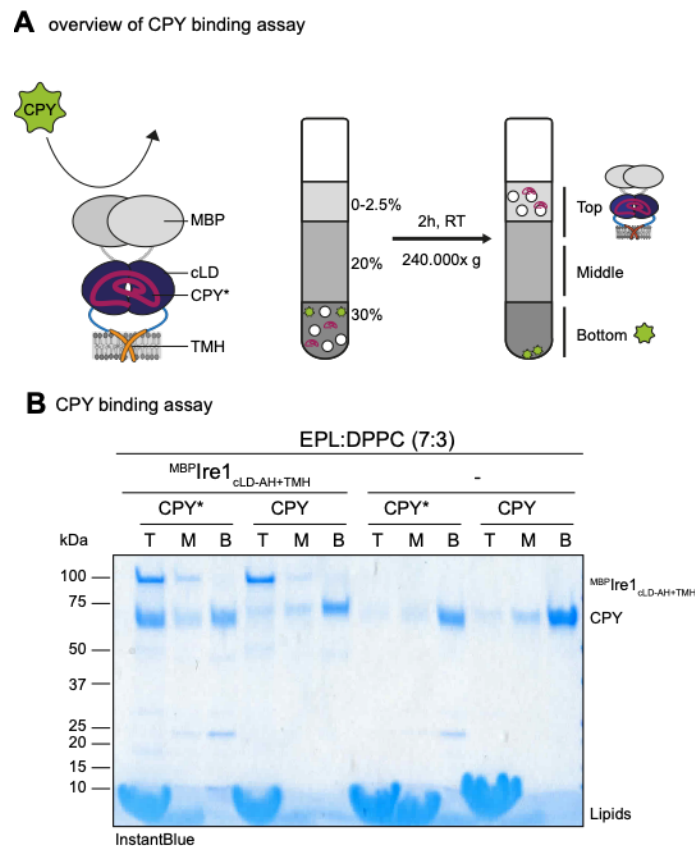 A overview of CPY binding assay
CPY
MBP
cLD
CPY*
TMH
0-2.5%
20%
30%
2h, RT
240.000x g
Top
Middle
Bottom
B CPY binding assay
EPL:DPPC (7:3)
MBPIre1cLD-AH+TMH -
CPY* CPY CPY* CPY
kDa T M B T M B T M B T M B
100 MBPIre1cLD-AH+TMH
75 CPY
50
37
25
20
15
10 Lipids
InstantBlue